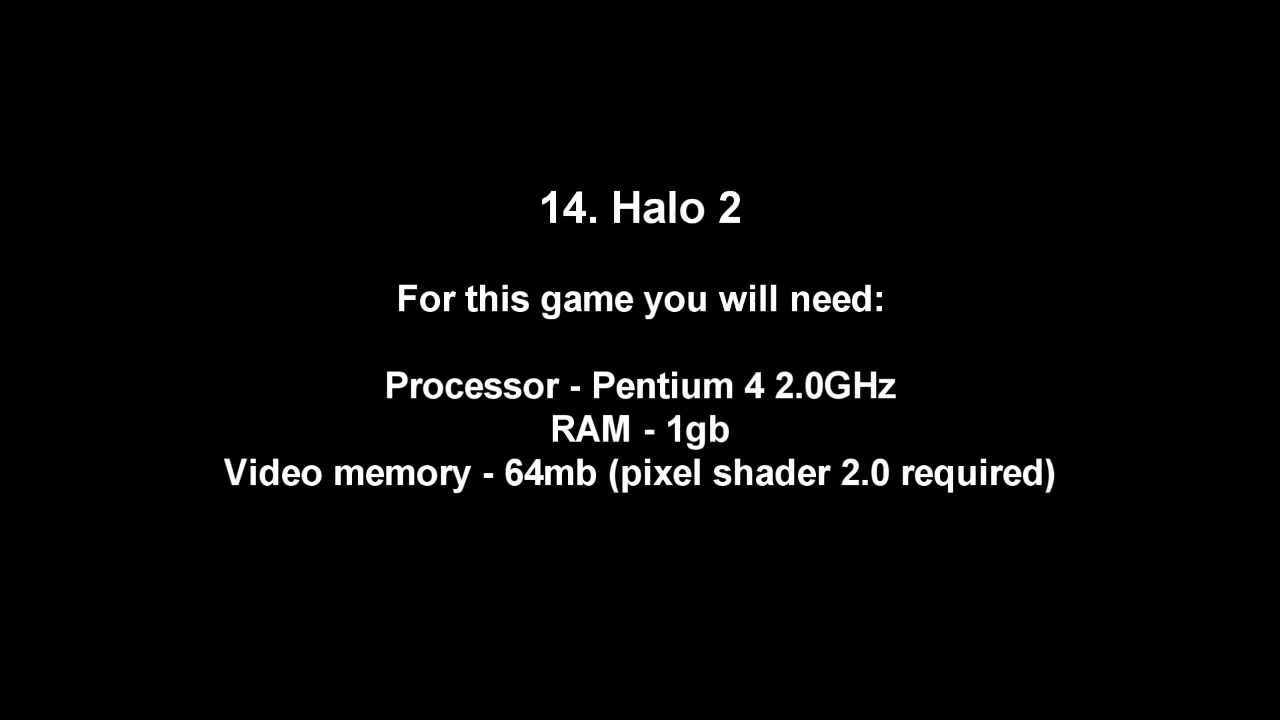 14. Halo 2
For this game you will need:
Processor - Pentium 4 2.0GHz
RAM - 1gb
Video memory - 64mb (pixel shader 2.0 required)